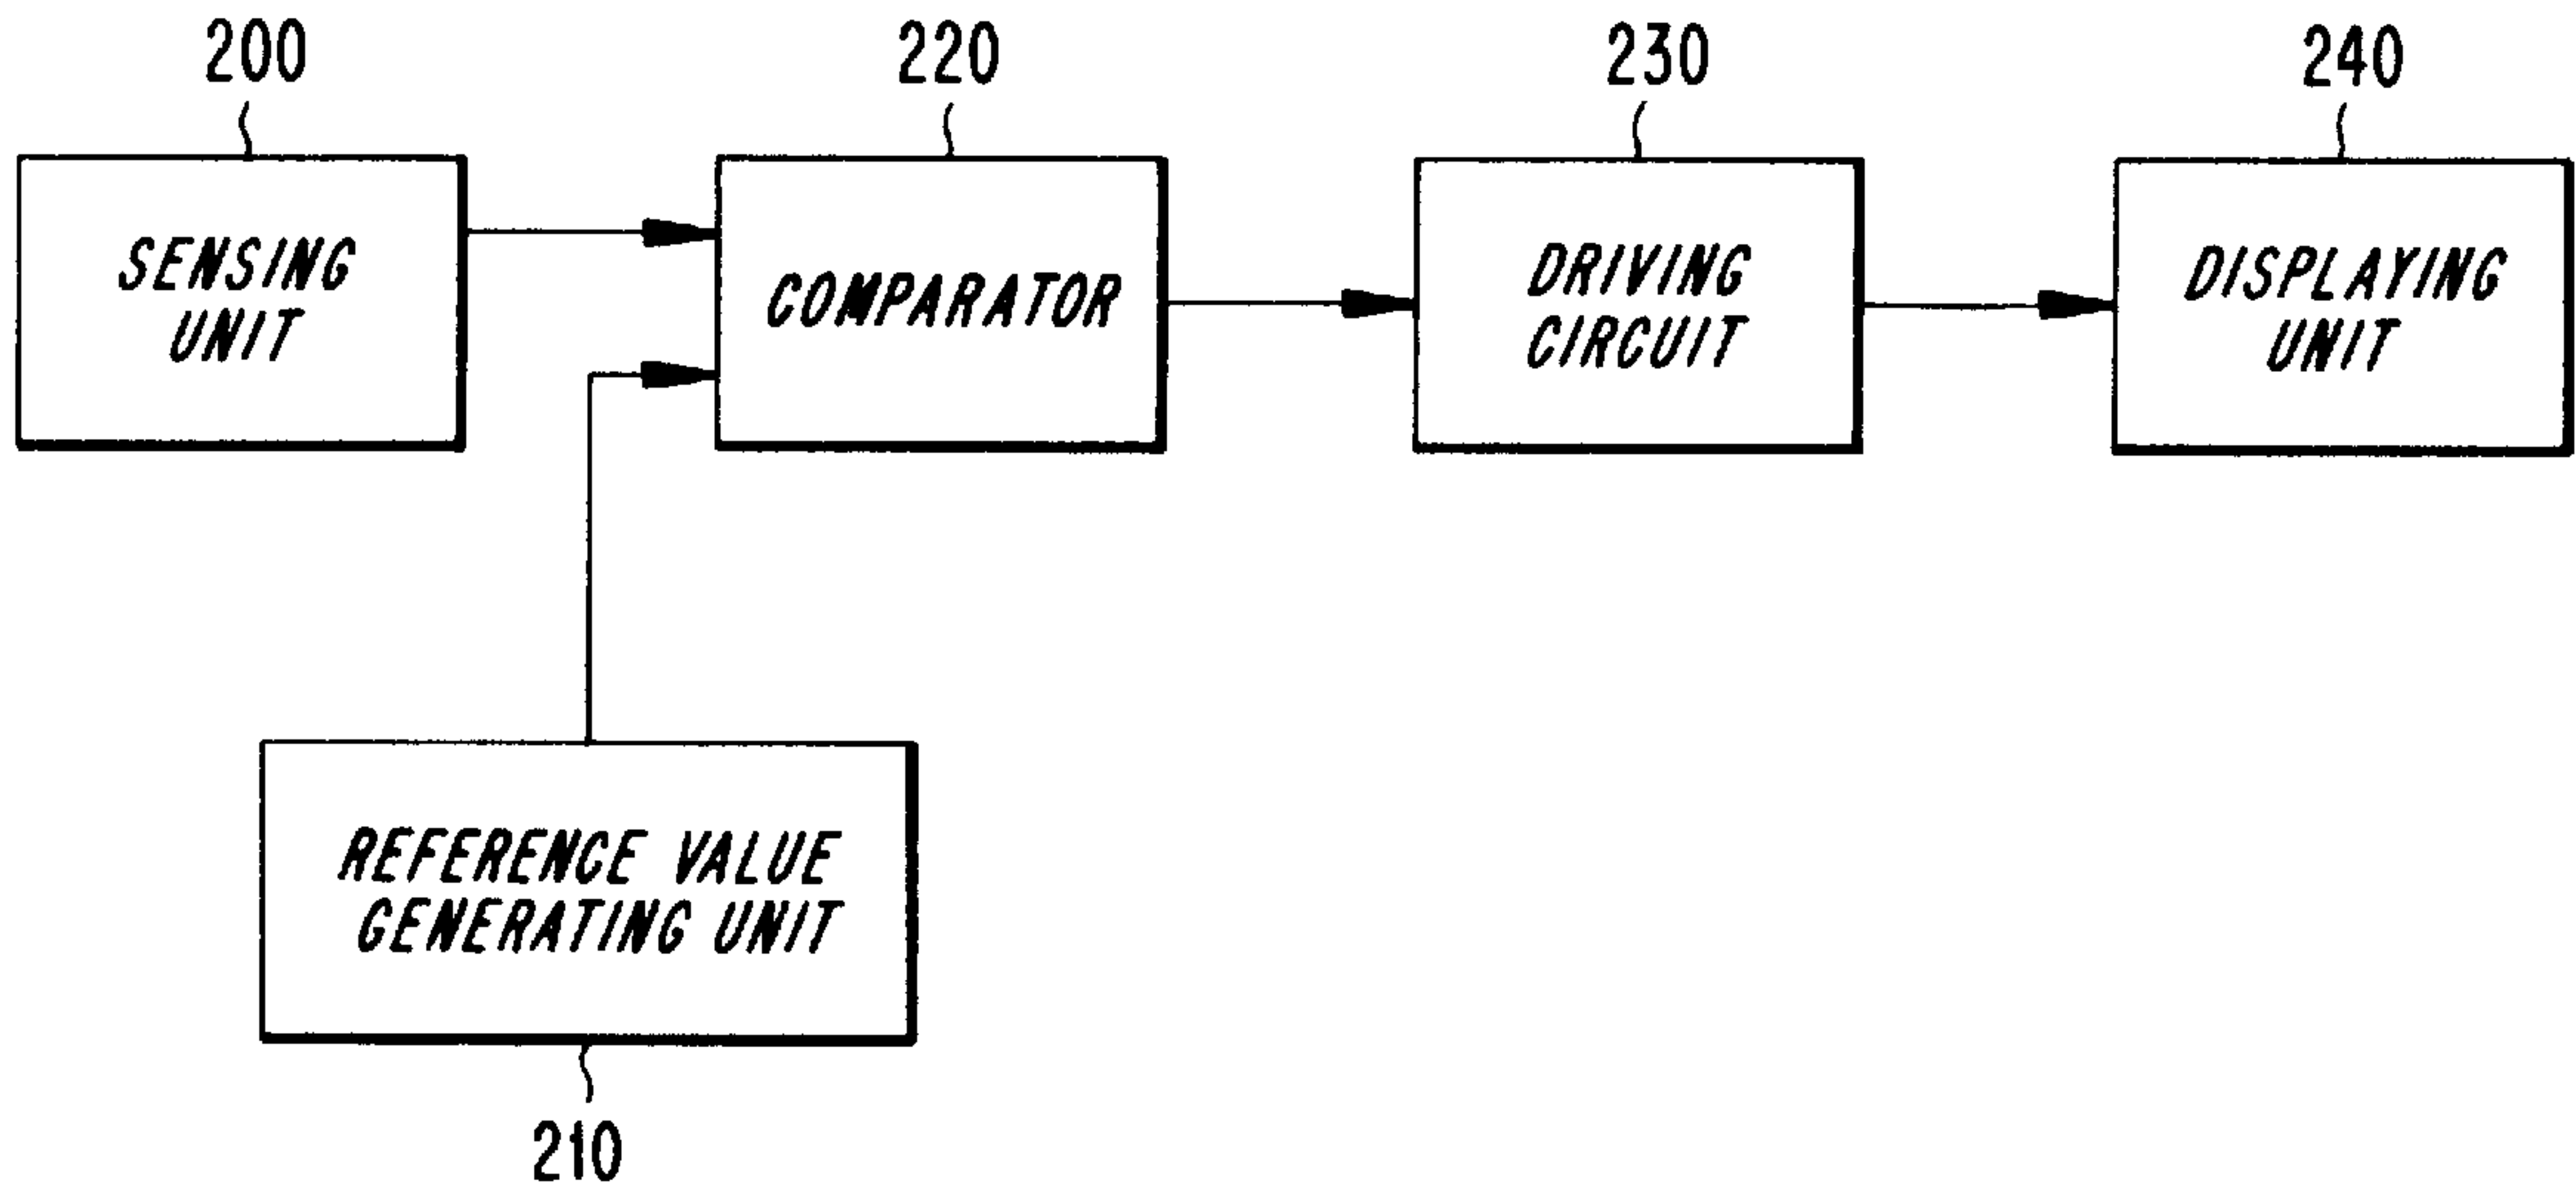 200
220
230
240
SENSING
UNIT
COMPARATOR
DRIVING
CIRCUIT
DISPLAYING
UNIT
REFERENCE VALUE
GENERATING UNIT
210